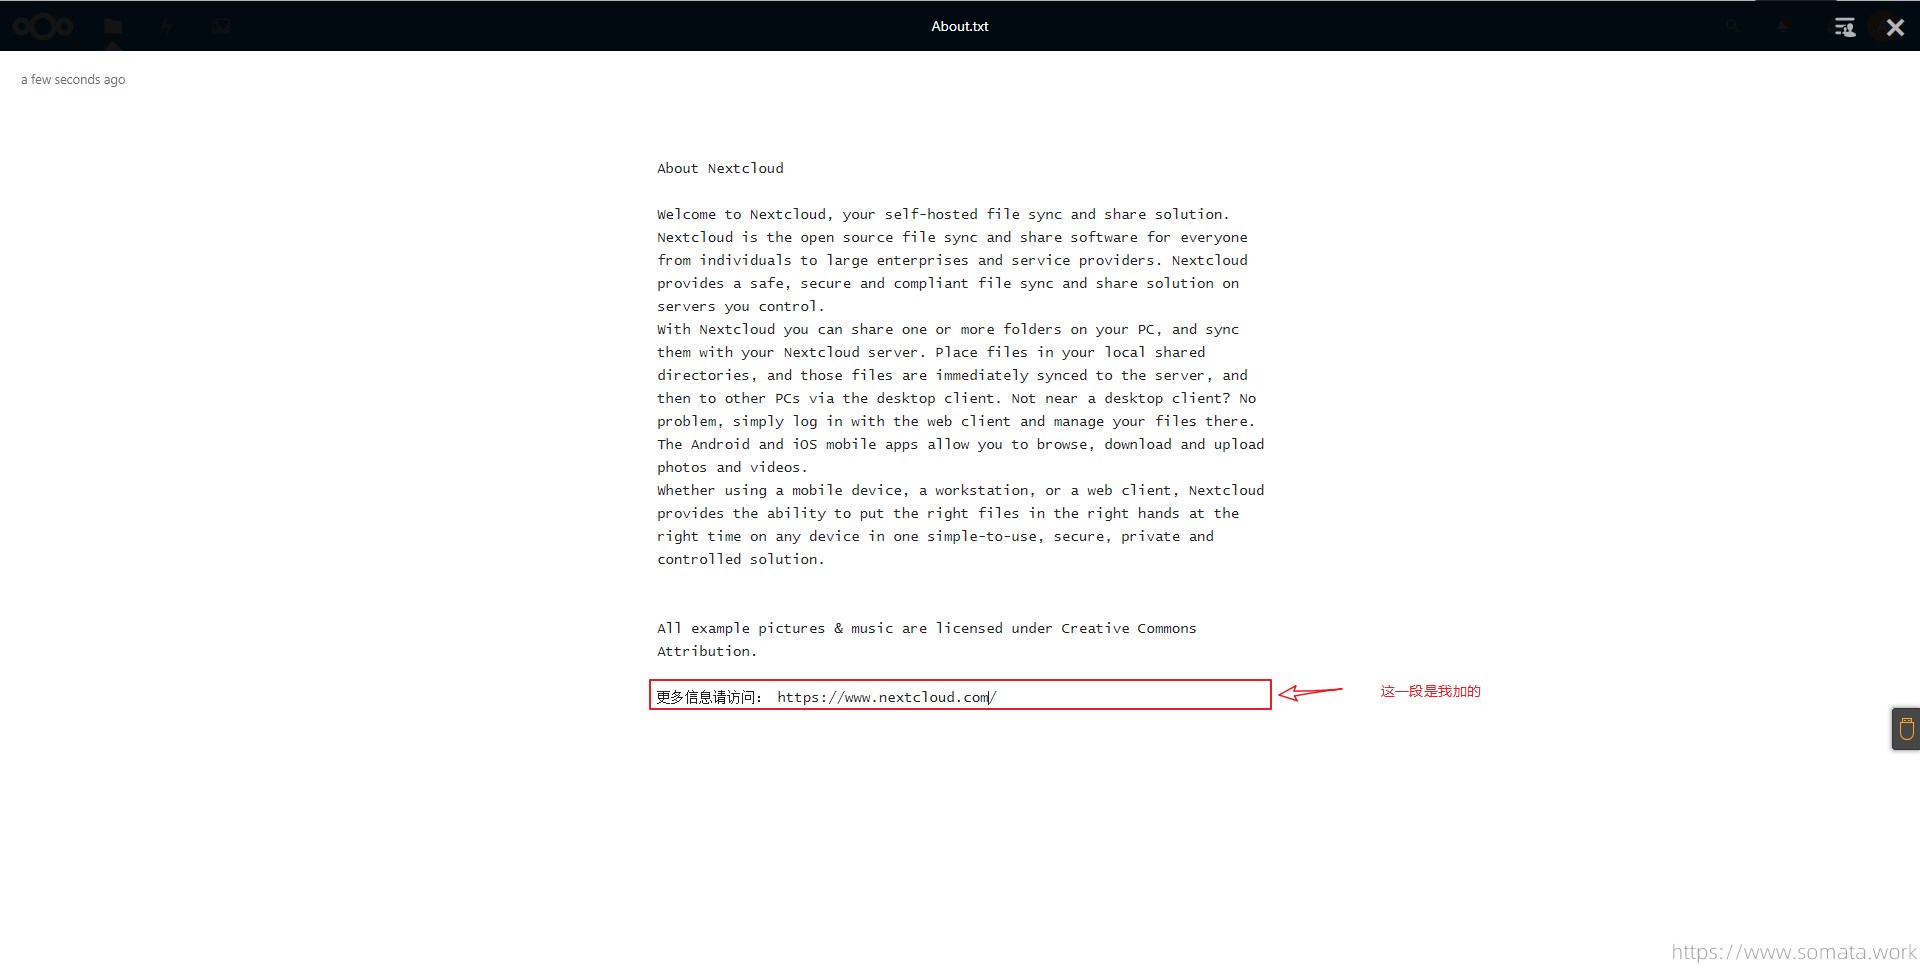 About.txt
a few seconds ago
About Nextcloud
Welcome to Nextcloud, your self-hosted file sync and share solution.
Nextcloud is the open source file sync and share software for everyone
from individuals to large enterprises and service providers. Nextcloud
provides a safe, secure and compliant file sync and share solution on
servers you control.
With Nextcloud you can share one or more folders on your PC, and sync
them with your Nextcloud server. Place files in your local shared
directories, and those files are immediately synced to the server, and
then to other PCs via the desktop client. Not near a desktop client? No
problem, simply log in with the web client and manage your files there.
The Android and iOS mobile apps allow you to browse, download and upload
photos and videos.
Whether using a mobile device, a workstation, or a web client, Nextcloud
provides the ability to put the right files in the right hands at the
right time on any device in one simple-to-use, secure, private and
controlled solution.
All example pictures & music are licensed under Creative Commons
Attribution.
更多信息请访问： https://www.nextcloud.com/
这一段是我加的
https://www.somata.work